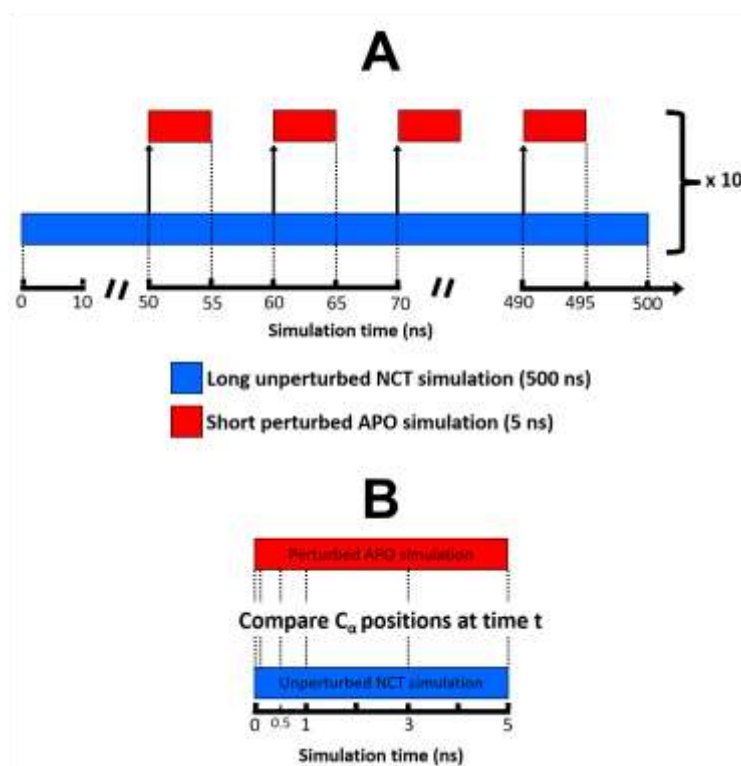 A
x 10
0 10 // 50 55 60 65 70 // 490 495 500
Simulation time (ns)
Long unperturbed NCT simulation (500 ns)
Short perturbed APO simulation (5 ns)
B
Perturbed APO simulation
Compare Cα positions at time t
Unperturbed NCT simulation
0 0.5 1 3 5
Simulation time (ns)